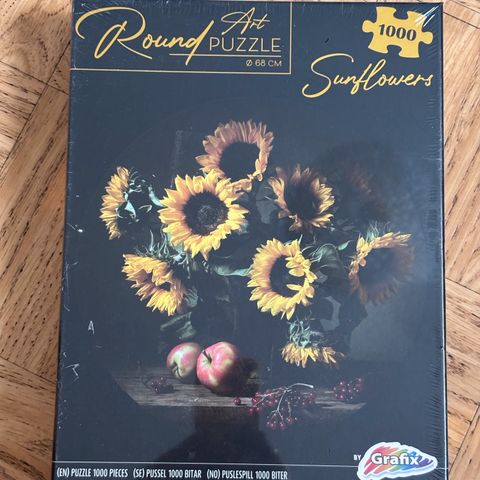 Round Art
PUZZLE
Ø 68 CM
1000
Sunflowers
BY Grafix
(EN) PUZZLE 1000 PIECES (SE) PUSSEL 1000 BITAR (NO) PUSLESPILL 1000 BITER